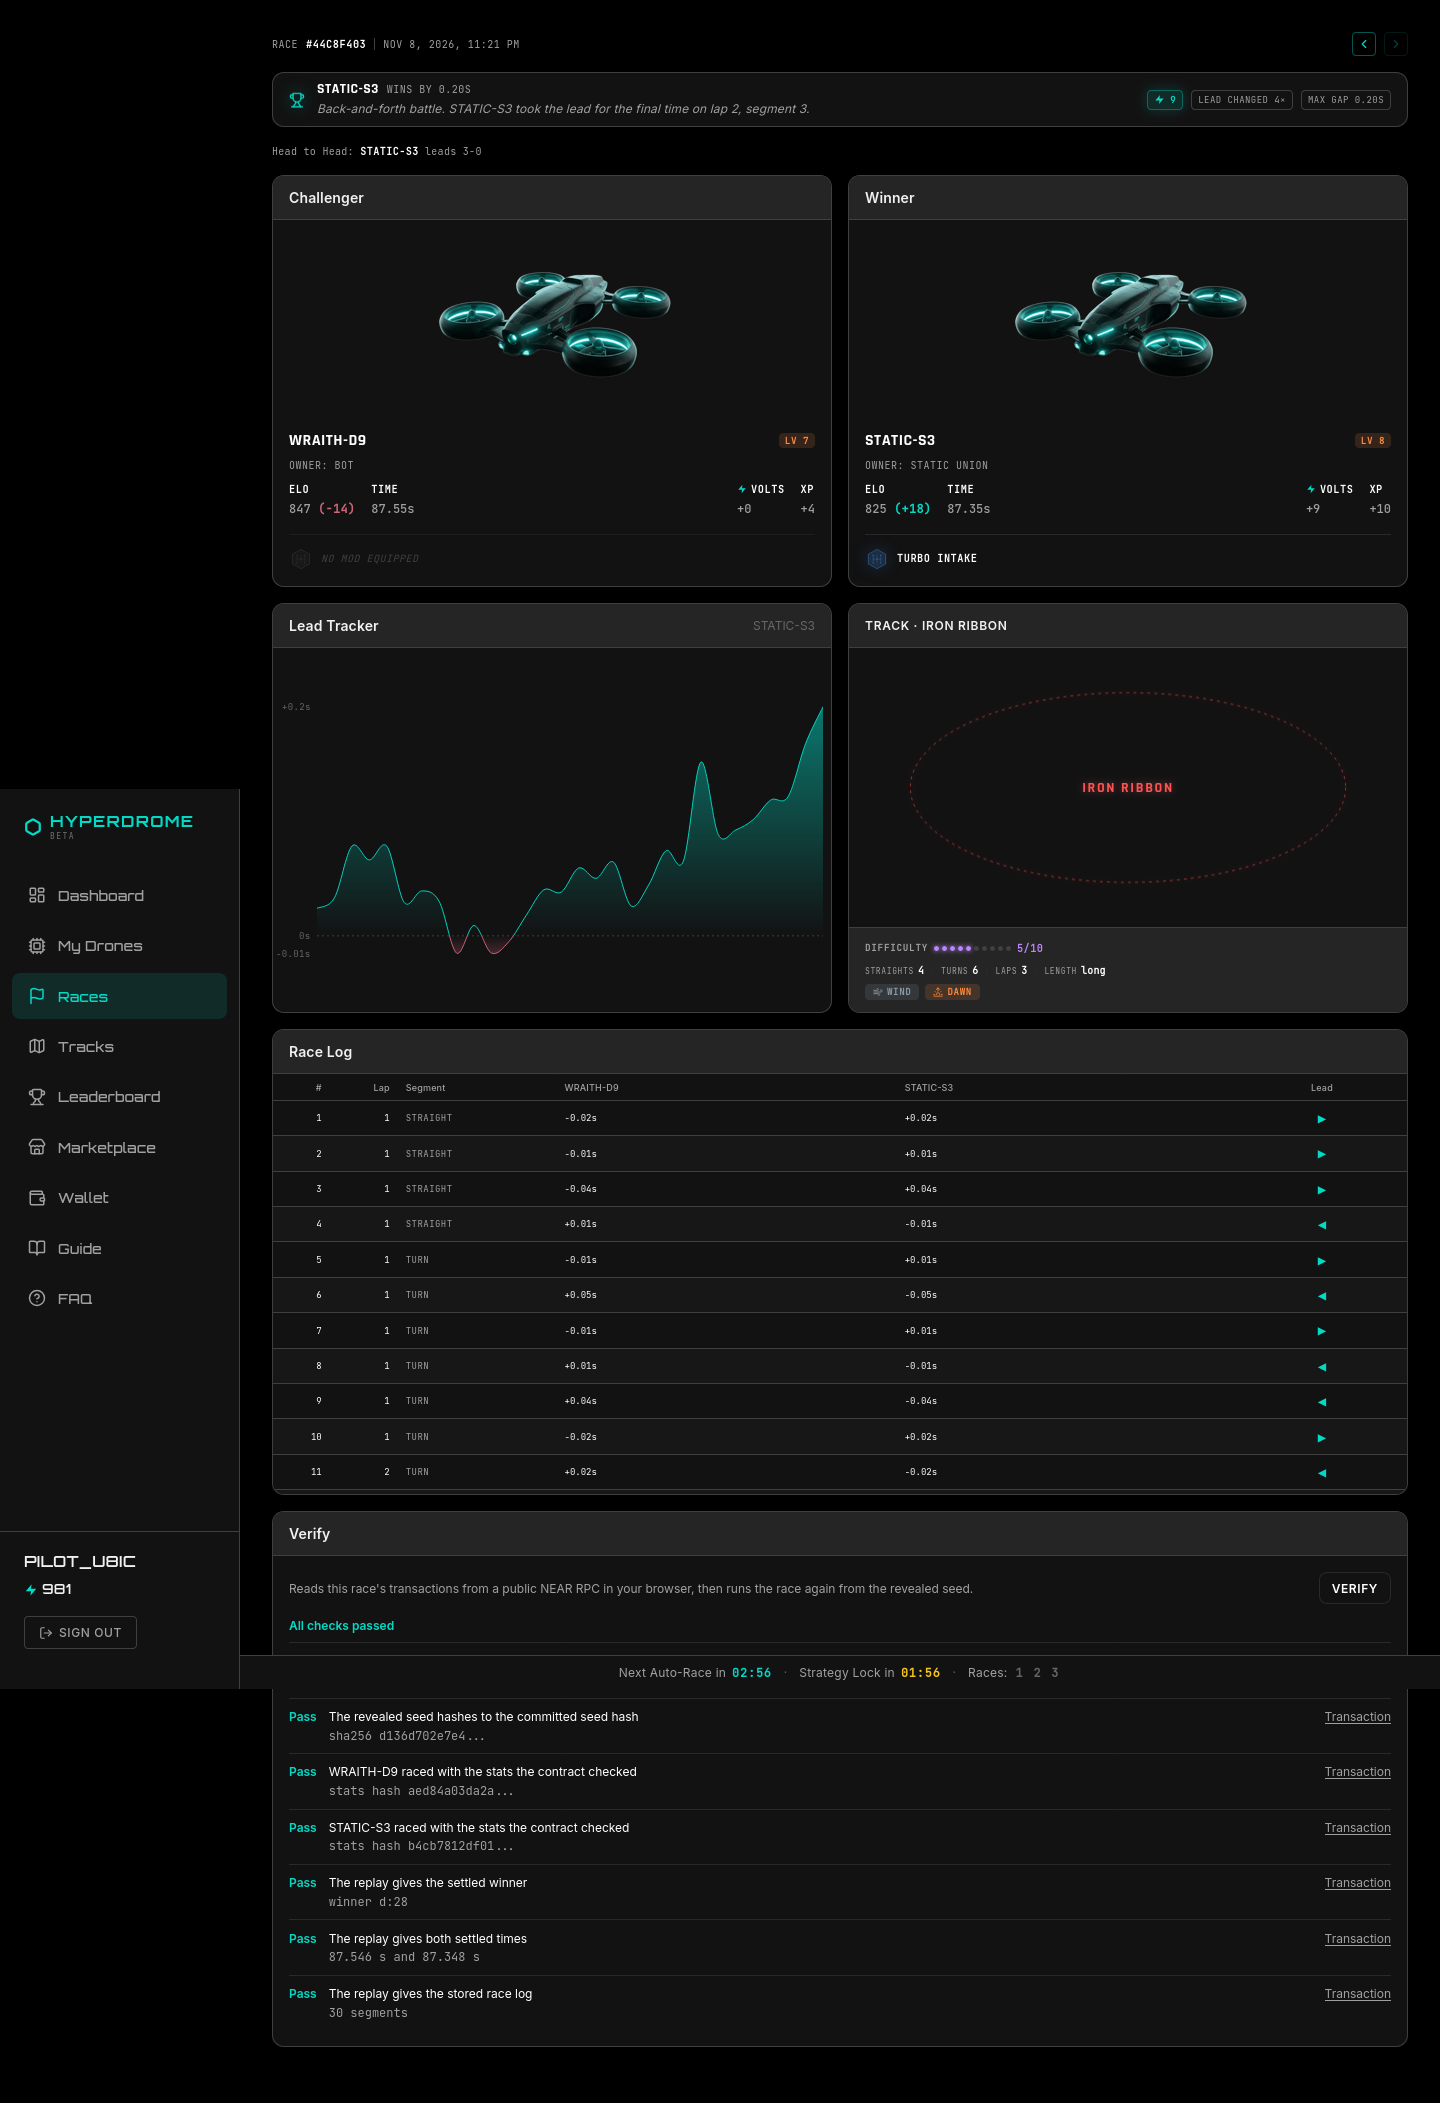 RACE #44C8F403 | NOV 8, 2026, 11:21 PM
STATIC-S3 WINS BY 0.20S
Back-and-forth battle. STATIC-S3 took the lead for the final time on lap 2, segment 3.
9 LEAD CHANGED 4× MAX GAP 0.20S
Head to Head: STATIC-S3 leads 3-0
Challenger
WRAITH-D9 LV 7
OWNER: BOT
ELO TIME VOLTS XP
847 (-14) 87.55s +0 +4
NO MOD EQUIPPED
Winner
STATIC-S3 LV 8
OWNER: STATIC UNION
ELO TIME VOLTS XP
825 (+18) 87.35s +9 +10
TURBO INTAKE
Lead Tracker STATIC-S3
+0.2s
0s
-0.01s
TRACK · IRON RIBBON
IRON RIBBON
DIFFICULTY 5/10
STRAIGHTS 4 TURNS 6 LAPS 3 LENGTH long
WIND DAWN
HYPERDROME
BETA
Dashboard
My Drones
Races
Tracks
Leaderboard
Marketplace
Wallet
Guide
FAQ
PILOT_U8IC
981
SIGN OUT
Race Log
# Lap Segment WRAITH-D9 STATIC-S3 Lead
1 1 STRAIGHT -0.02s +0.02s ▶
2 1 STRAIGHT -0.01s +0.01s ▶
3 1 STRAIGHT -0.04s +0.04s ▶
4 1 STRAIGHT +0.01s -0.01s ◀
5 1 TURN -0.01s +0.01s ▶
6 1 TURN +0.05s -0.05s ◀
7 1 TURN -0.01s +0.01s ▶
8 1 TURN +0.01s -0.01s ◀
9 1 TURN +0.04s -0.04s ◀
10 1 TURN -0.02s +0.02s ▶
11 2 TURN +0.02s -0.02s ◀
Verify
Reads this race's transactions from a public NEAR RPC in your browser, then runs the race again from the revealed seed. VERIFY
All checks passed
Next Auto-Race in 02:56 · Strategy Lock in 01:56 · Races: 1 2 3
Pass The revealed seed hashes to the committed seed hash Transaction
sha256 d136d702e7e4...
Pass WRAITH-D9 raced with the stats the contract checked Transaction
stats hash aed84a03da2a...
Pass STATIC-S3 raced with the stats the contract checked Transaction
stats hash b4cb7812df01...
Pass The replay gives the settled winner Transaction
winner d:28
Pass The replay gives both settled times Transaction
87.546 s and 87.348 s
Pass The replay gives the stored race log Transaction
30 segments